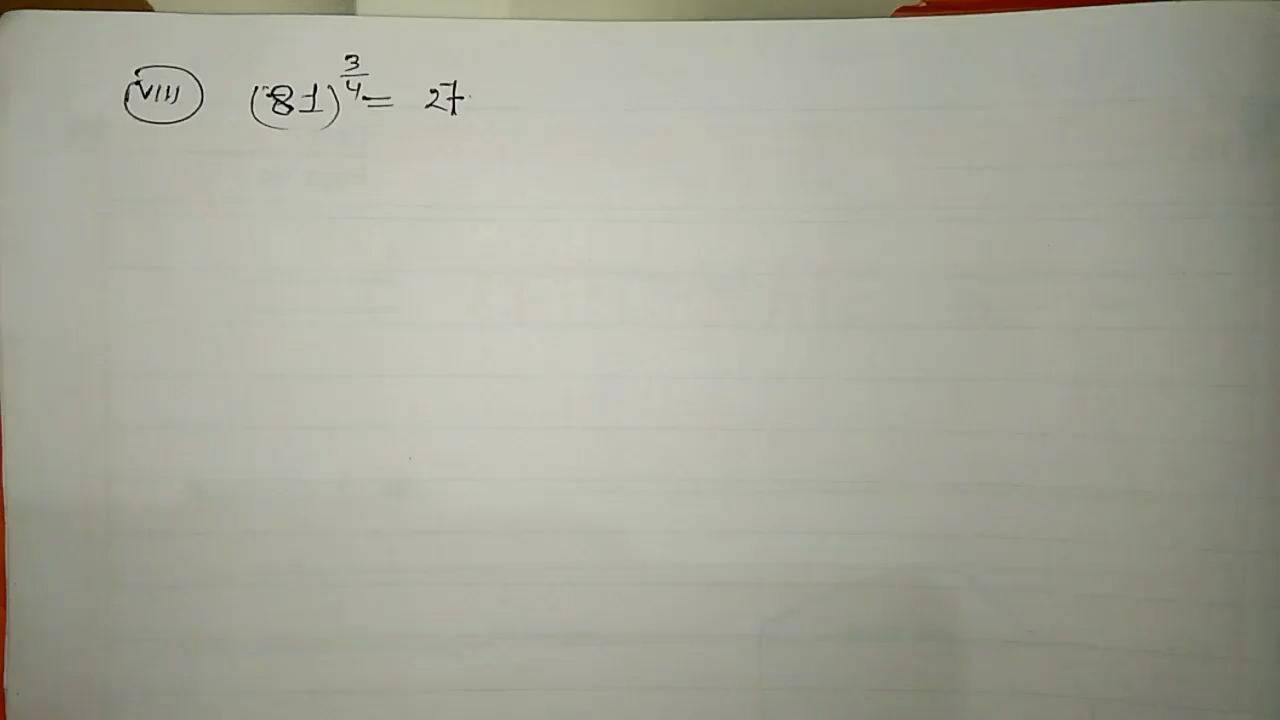 (VIII) (81)^{3/4} = 27